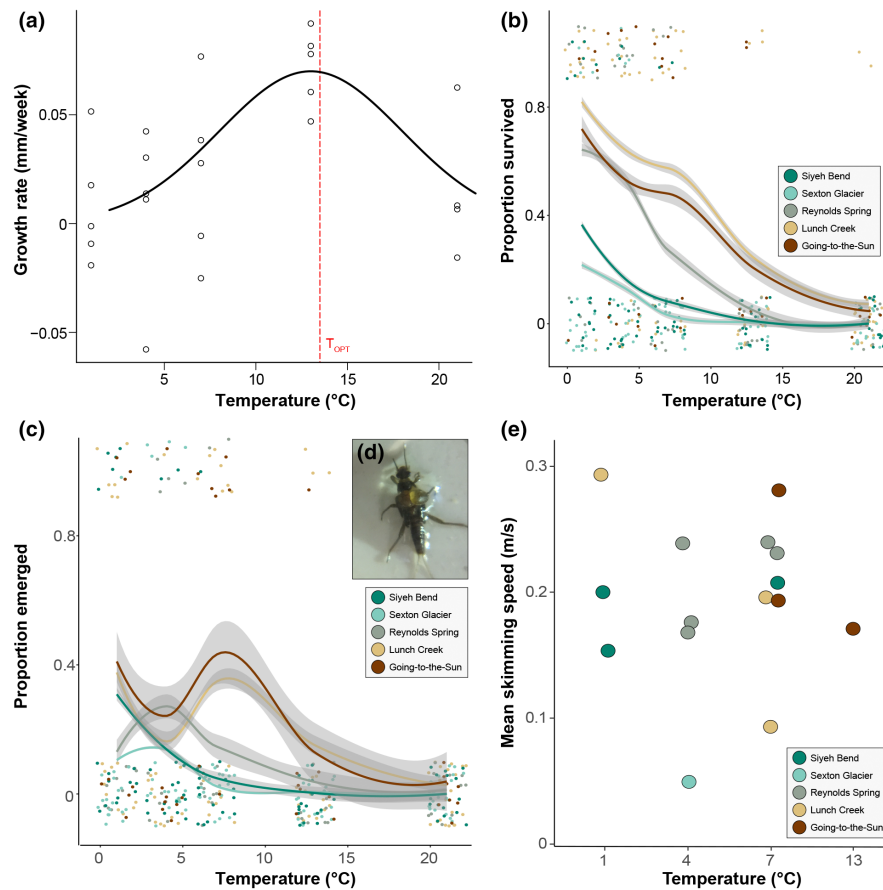 (a)
Growth rate (mm/week)
0.05
0
−0.05
T_OPT
5
10
15
20
Temperature (°C)
(b)
Proportion survived
0.8
0.4
0
Siyeh Bend
Sexton Glacier
Reynolds Spring
Lunch Creek
Going-to-the-Sun
0
5
10
15
20
Temperature (°C)
(c)
Proportion emerged
0.8
0.4
0
(d)
Siyeh Bend
Sexton Glacier
Reynolds Spring
Lunch Creek
Going-to-the-Sun
0
5
10
15
20
Temperature (°C)
(e)
Mean skimming speed (m/s)
0.3
0.2
0.1
0
Siyeh Bend
Sexton Glacier
Reynolds Spring
Lunch Creek
Going-to-the-Sun
1
4
7
13
Temperature (°C)